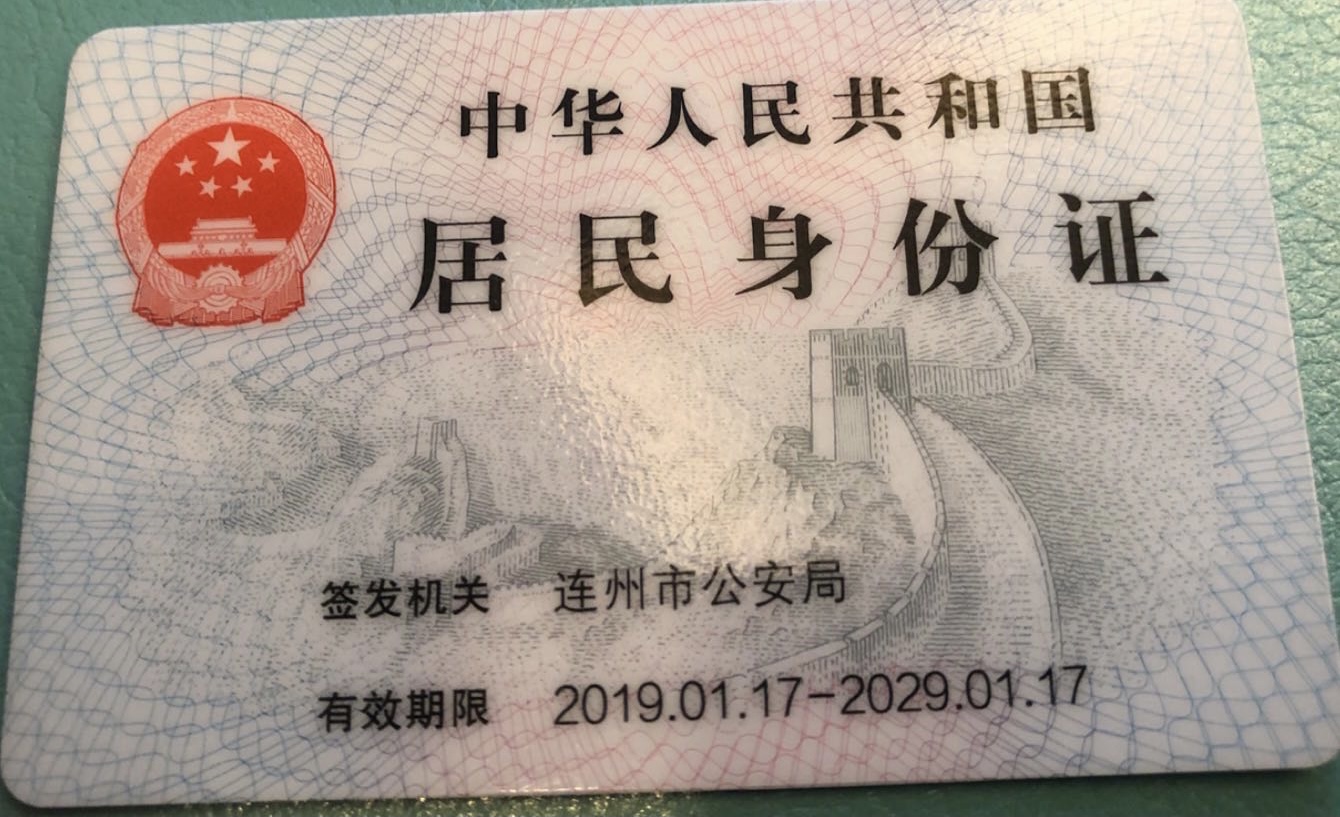 中华人民共和国
居民身份证
签发机关 连州市公安局
有效期限 2019.01.17-2029.01.17